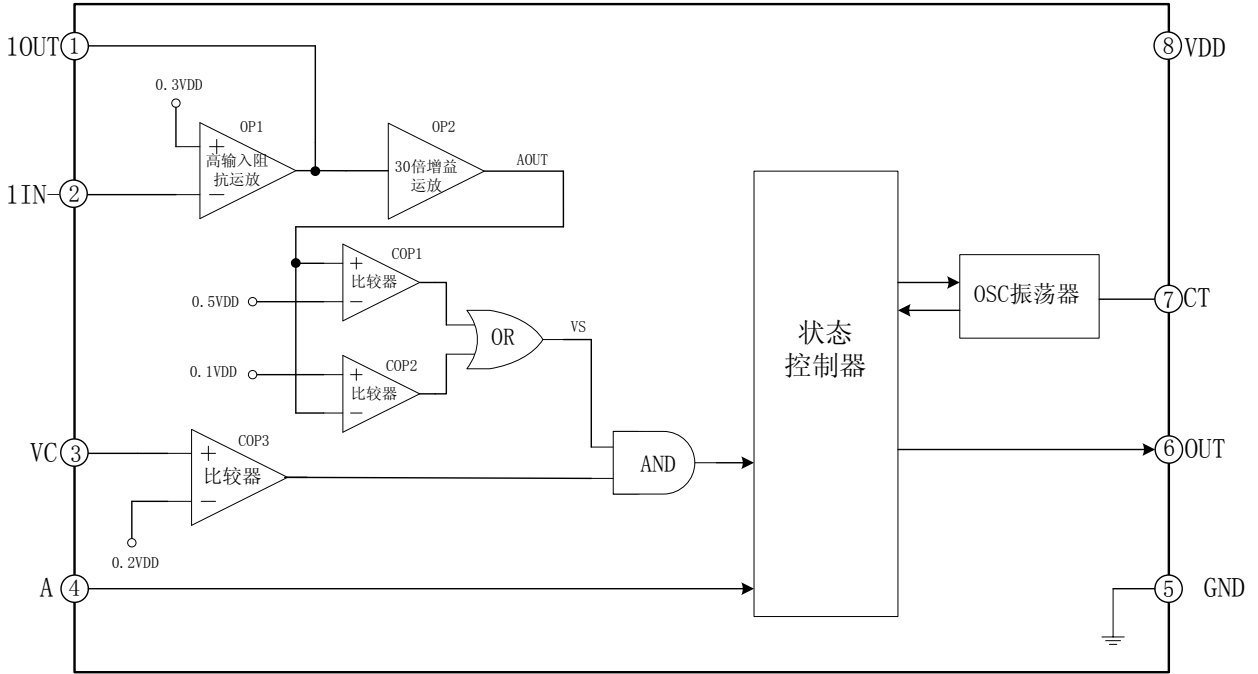 1OUT
1
8
VDD
0.3VDD
OP1
+
高输入阻
抗运放
−
OP2
30倍增益
运放
AOUT
1IN-
2
COP1
+
比较器
−
0.5VDD
OR
VS
0.1VDD
COP2
+
比较器
−
状态
控制器
OSC振荡器
7
CT
VC
3
COP3
+
比较器
−
0.2VDD
AND
6
OUT
A
4
5
GND